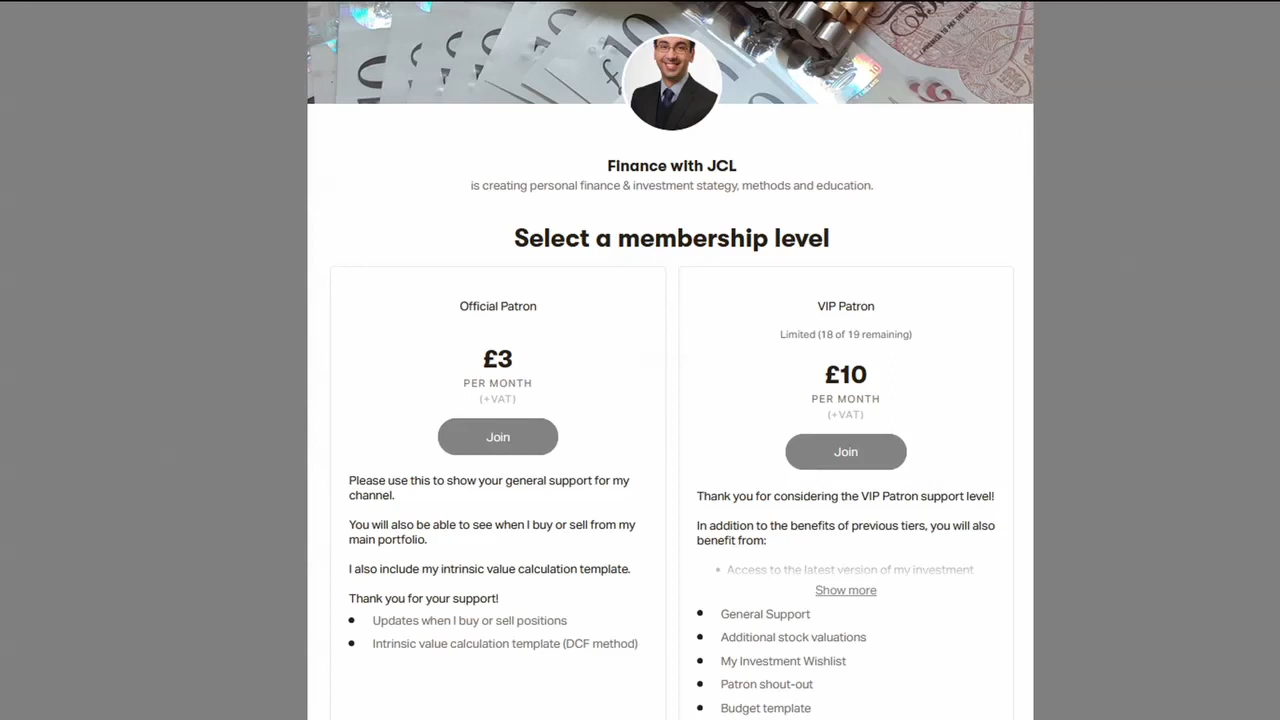 10
£10
Finance with JCL
is creating personal finance & investment stategy, methods and education.
Select a membership level
Official Patron
£3
PER MONTH
(+VAT)
Join
Please use this to show your general support for my
channel.
You will also be able to see when I buy or sell from my
main portfolio.
I also include my intrinsic value calculation template.
Thank you for your support!
• Updates when I buy or sell positions
• Intrinsic value calculation template (DCF method)
VIP Patron
Limited (18 of 19 remaining)
£10
PER MONTH
(+VAT)
Join
Thank you for considering the VIP Patron support level!
In addition to the benefits of previous tiers, you will also
benefit from:
• Access to the latest version of my investment
Show more
• General Support
• Additional stock valuations
• My Investment Wishlist
• Patron shout-out
• Budget template